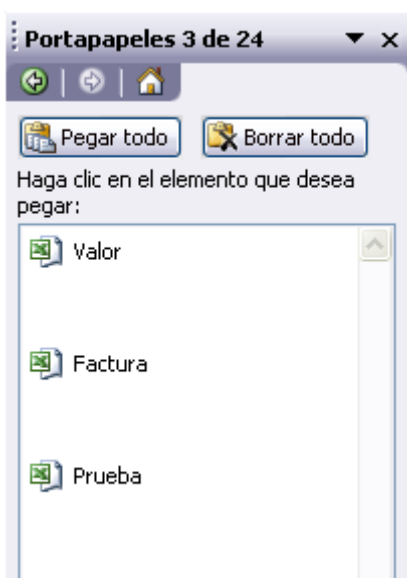 Portapapeles 3 de 24
Pegar todo
Borrar todo
Haga clic en el elemento que desea
pegar:
Valor
Factura
Prueba